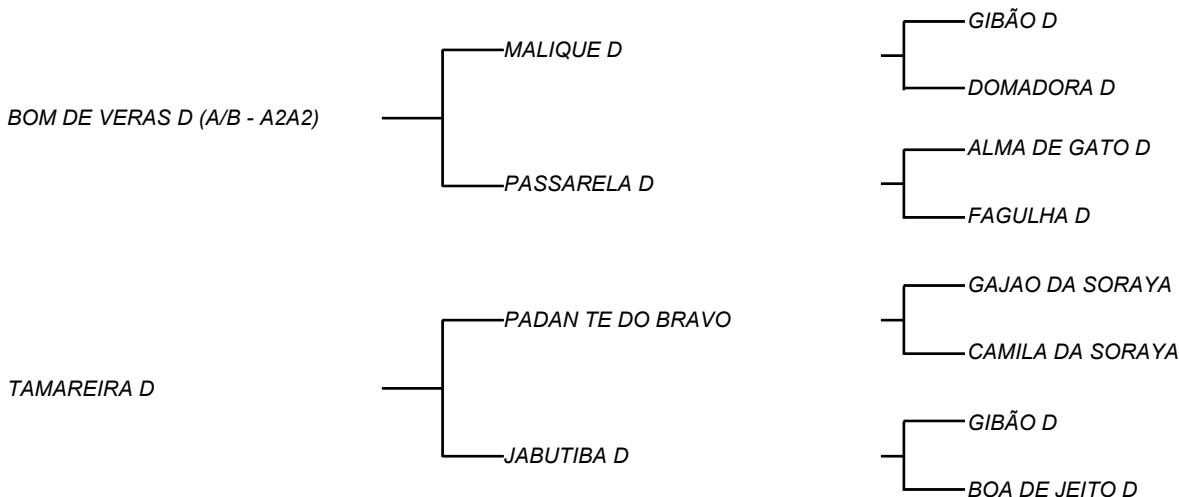 GIBÃO D
MALIQUE D
DOMADORA D
BOM DE VERAS D (A/B - A2A2)
ALMA DE GATO D
PASSARELA D
FAGULHA D
GAJAO DA SORAYA
PADAN TE DO BRAVO
CAMILA DA SORAYA
TAMAREIRA D
GIBÃO D
JABUTIBA D
BOA DE JEITO D